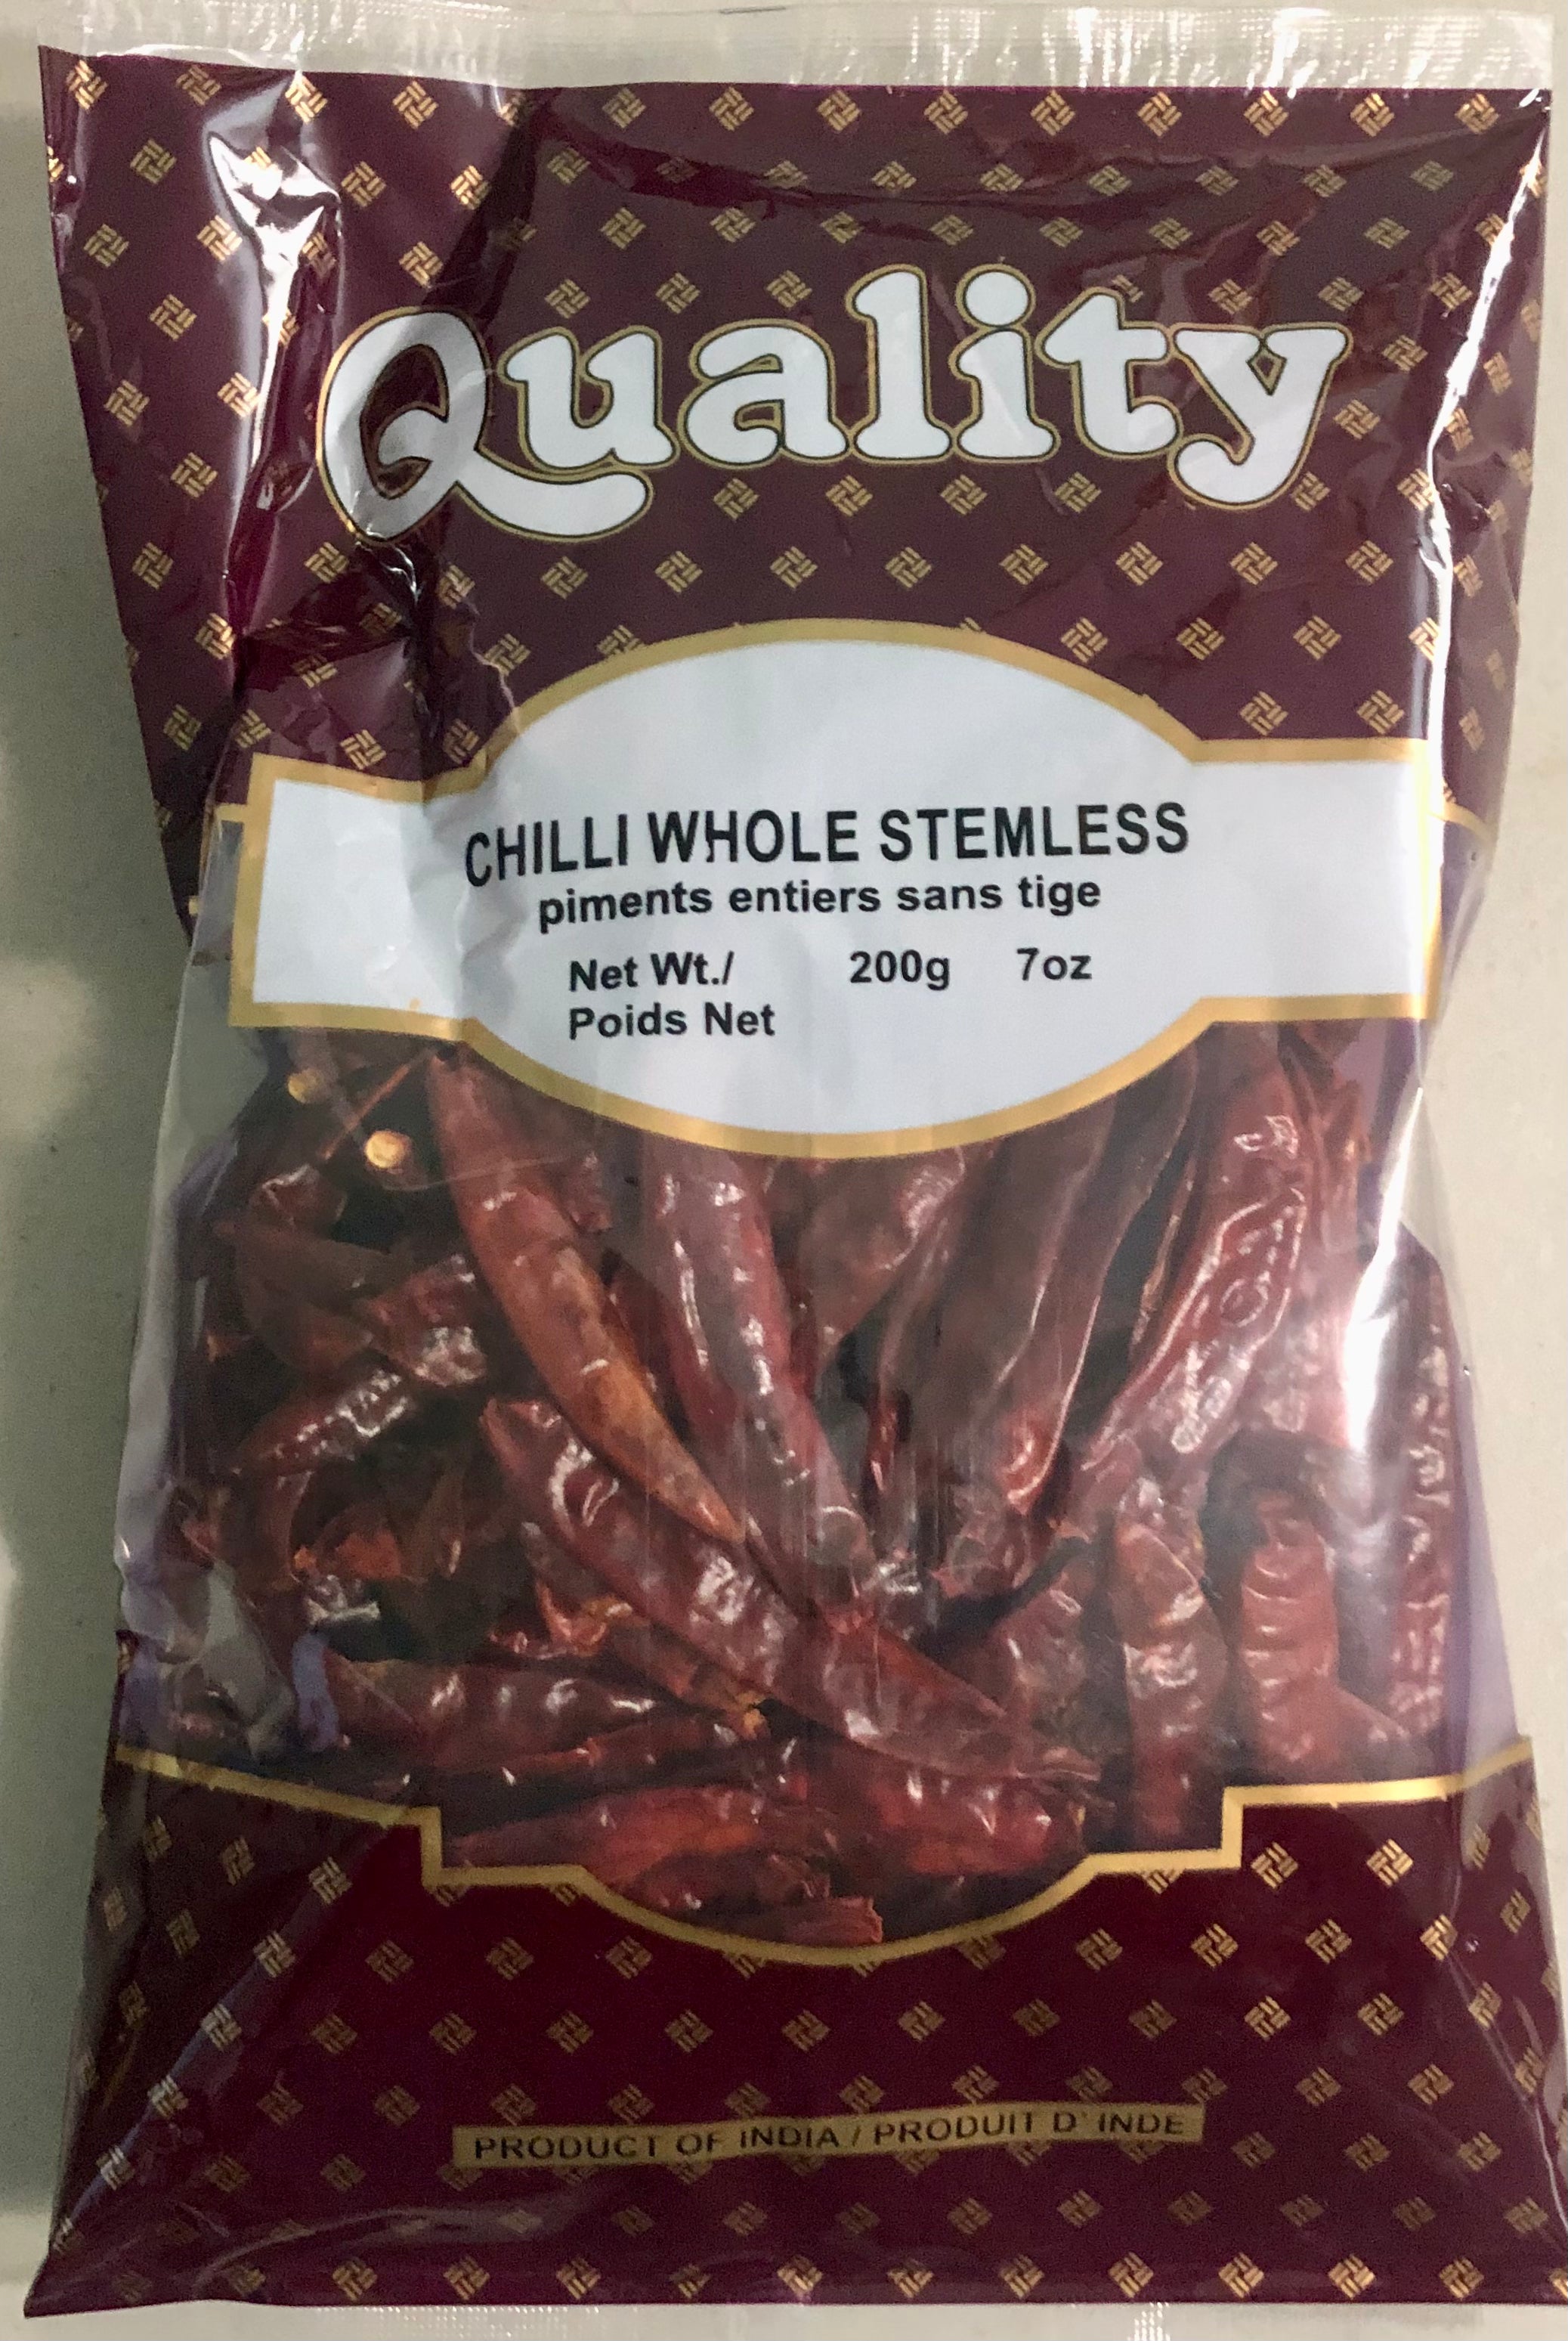 Quality
CHILLI WHOLE STEMLESS
piments entiers sans tige
Net Wt./ 200g 7oz
Poids Net
PRODUCT OF INDIA / PRODUIT D' INDE